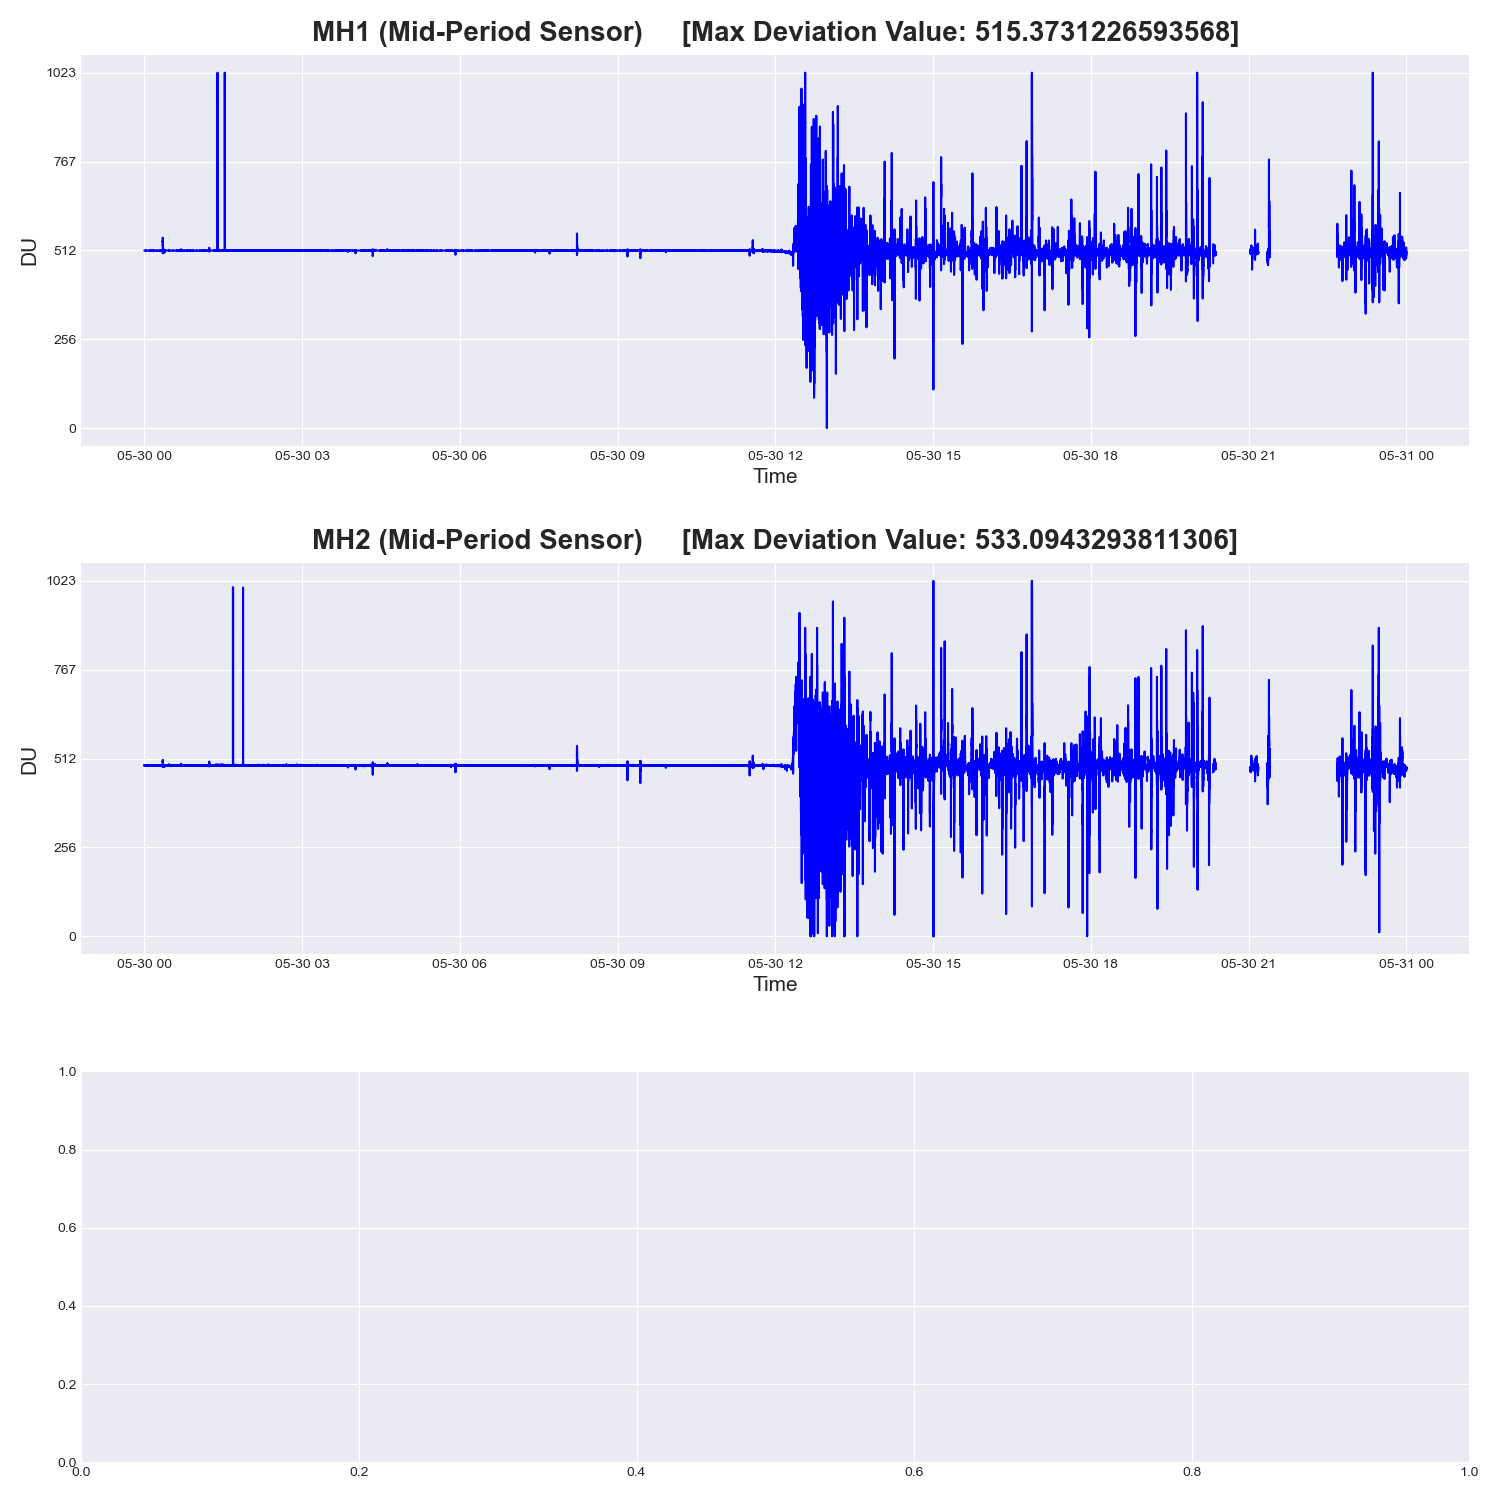 MH1 (Mid-Period Sensor)     [Max Deviation Value: 515.3731226593568]
1023
767
512
256
0
DU
05-30 00 05-30 03 05-30 06 05-30 09 05-30 12 05-30 15 05-30 18 05-30 21 05-31 00
Time
MH2 (Mid-Period Sensor)     [Max Deviation Value: 533.0943293811306]
1023
767
512
256
0
DU
05-30 00 05-30 03 05-30 06 05-30 09 05-30 12 05-30 15 05-30 18 05-30 21 05-31 00
Time
1.0
0.8
0.6
0.4
0.2
0.0
0.0 0.2 0.4 0.6 0.8 1.0